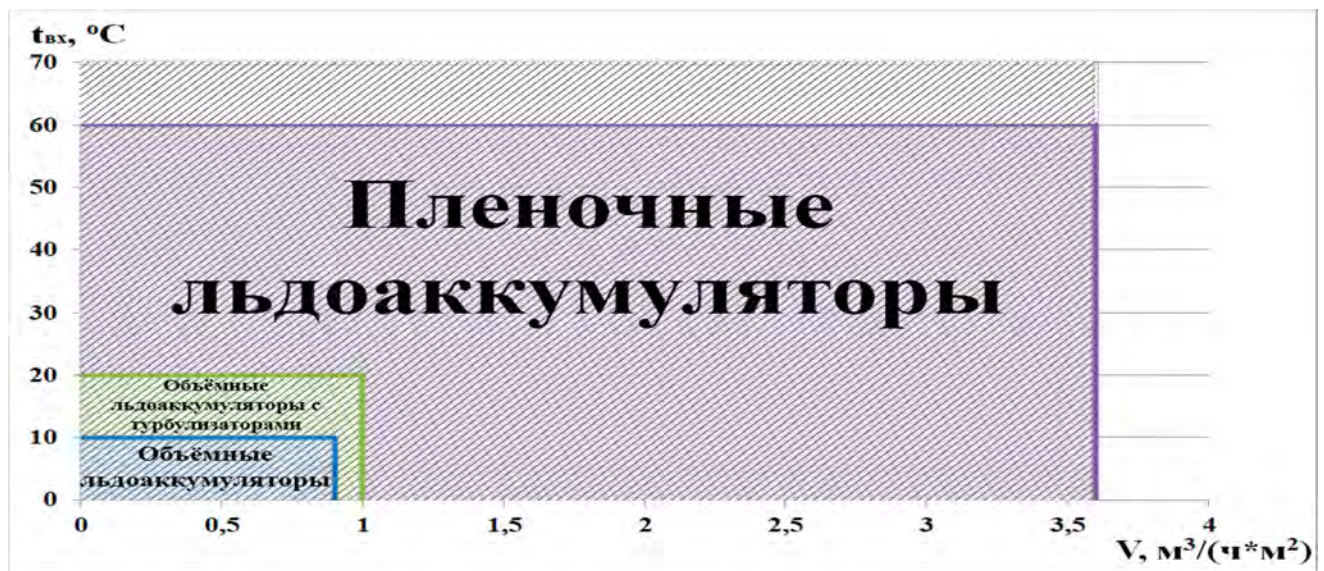 tвх, °C
70
60
50
40
30
20
10
0
Пленочные
льдоаккумуляторы
Объёмные
льдоаккумуляторы с
турбулизаторами
Объёмные
льдоаккумуляторы
0 0,5 1 1,5 2 2,5 3 3,5 4
V, м³/(ч*м²)